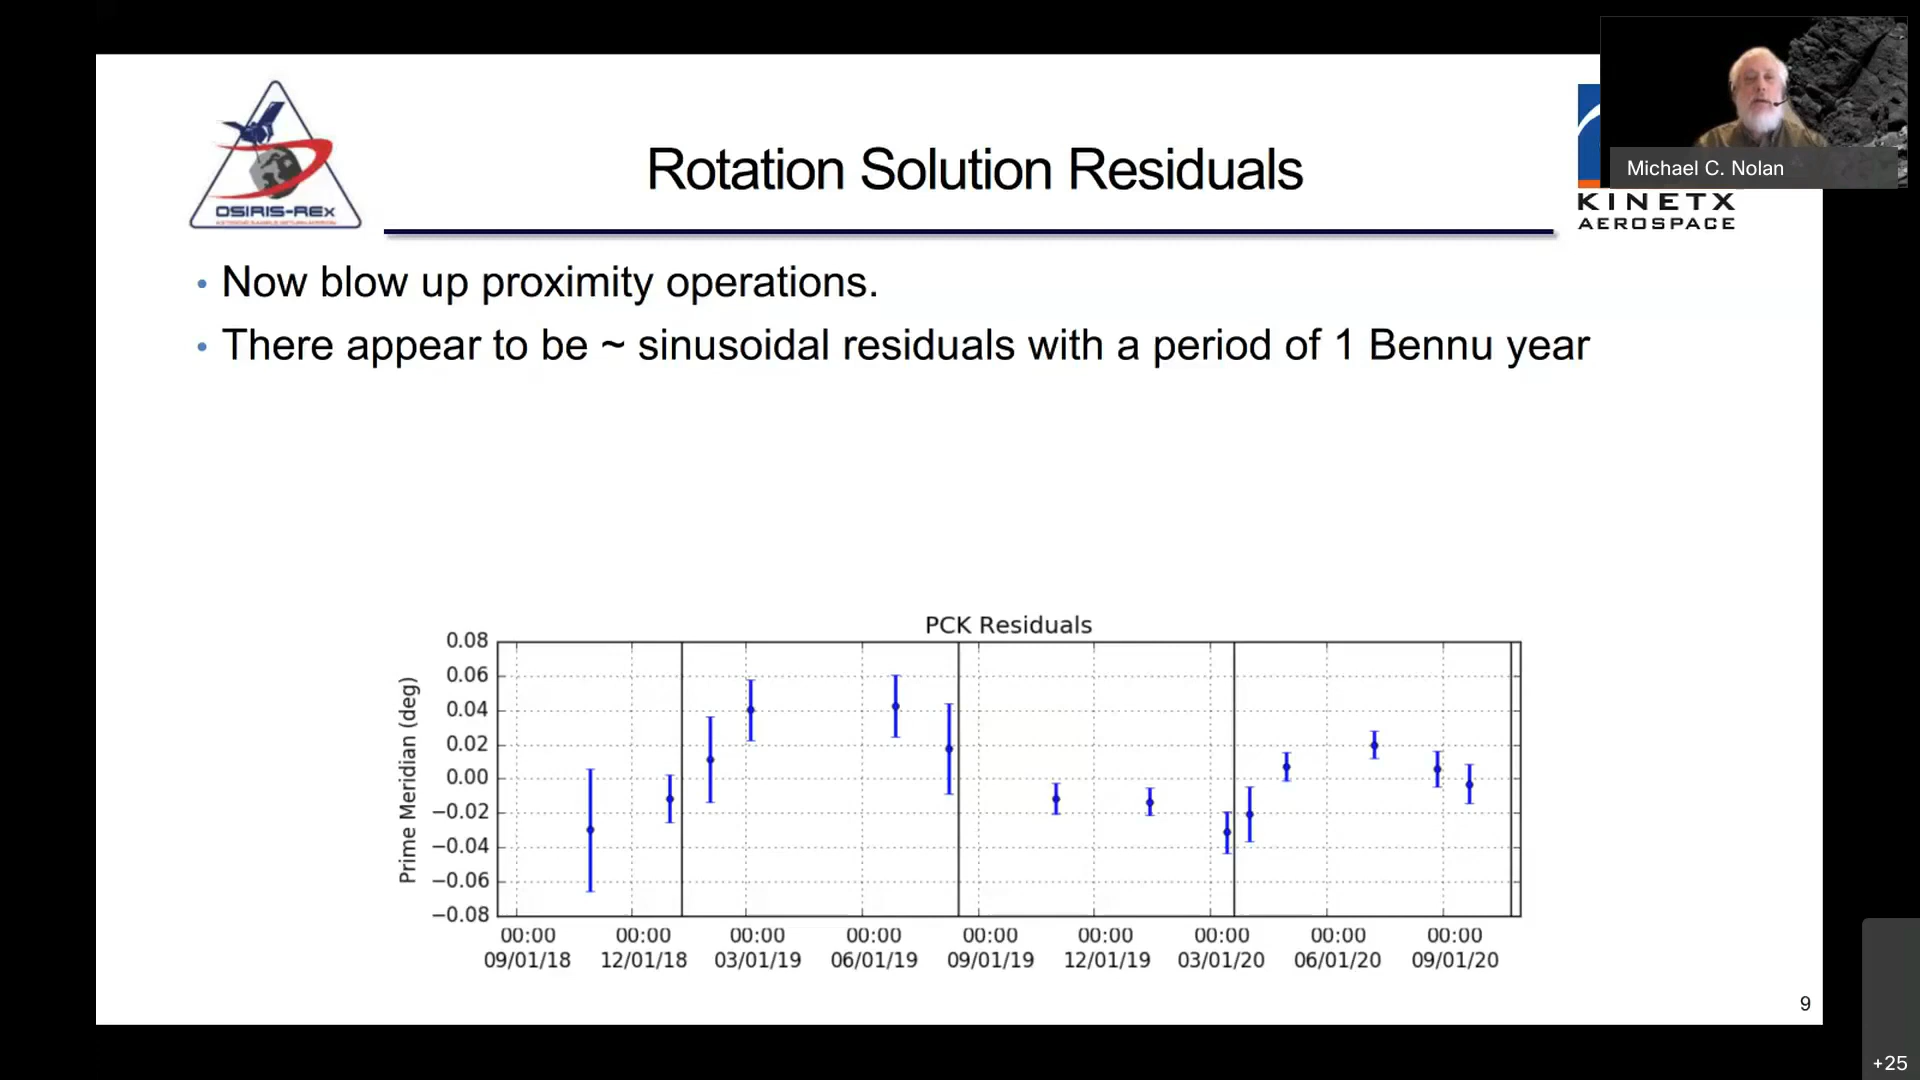 OSIRIS-REx
Rotation Solution Residuals
Michael C. Nolan
KINETX
AEROSPACE
• Now blow up proximity operations.
• There appear to be ~ sinusoidal residuals with a period of 1 Bennu year
PCK Residuals
Prime Meridian (deg)
0.08
0.06
0.04
0.02
0.00
−0.02
−0.04
−0.06
−0.08
00:00 00:00 00:00 00:00 00:00 00:00 00:00 00:00 00:00
09/01/18 12/01/18 03/01/19 06/01/19 09/01/19 12/01/19 03/01/20 06/01/20 09/01/20
9
+25